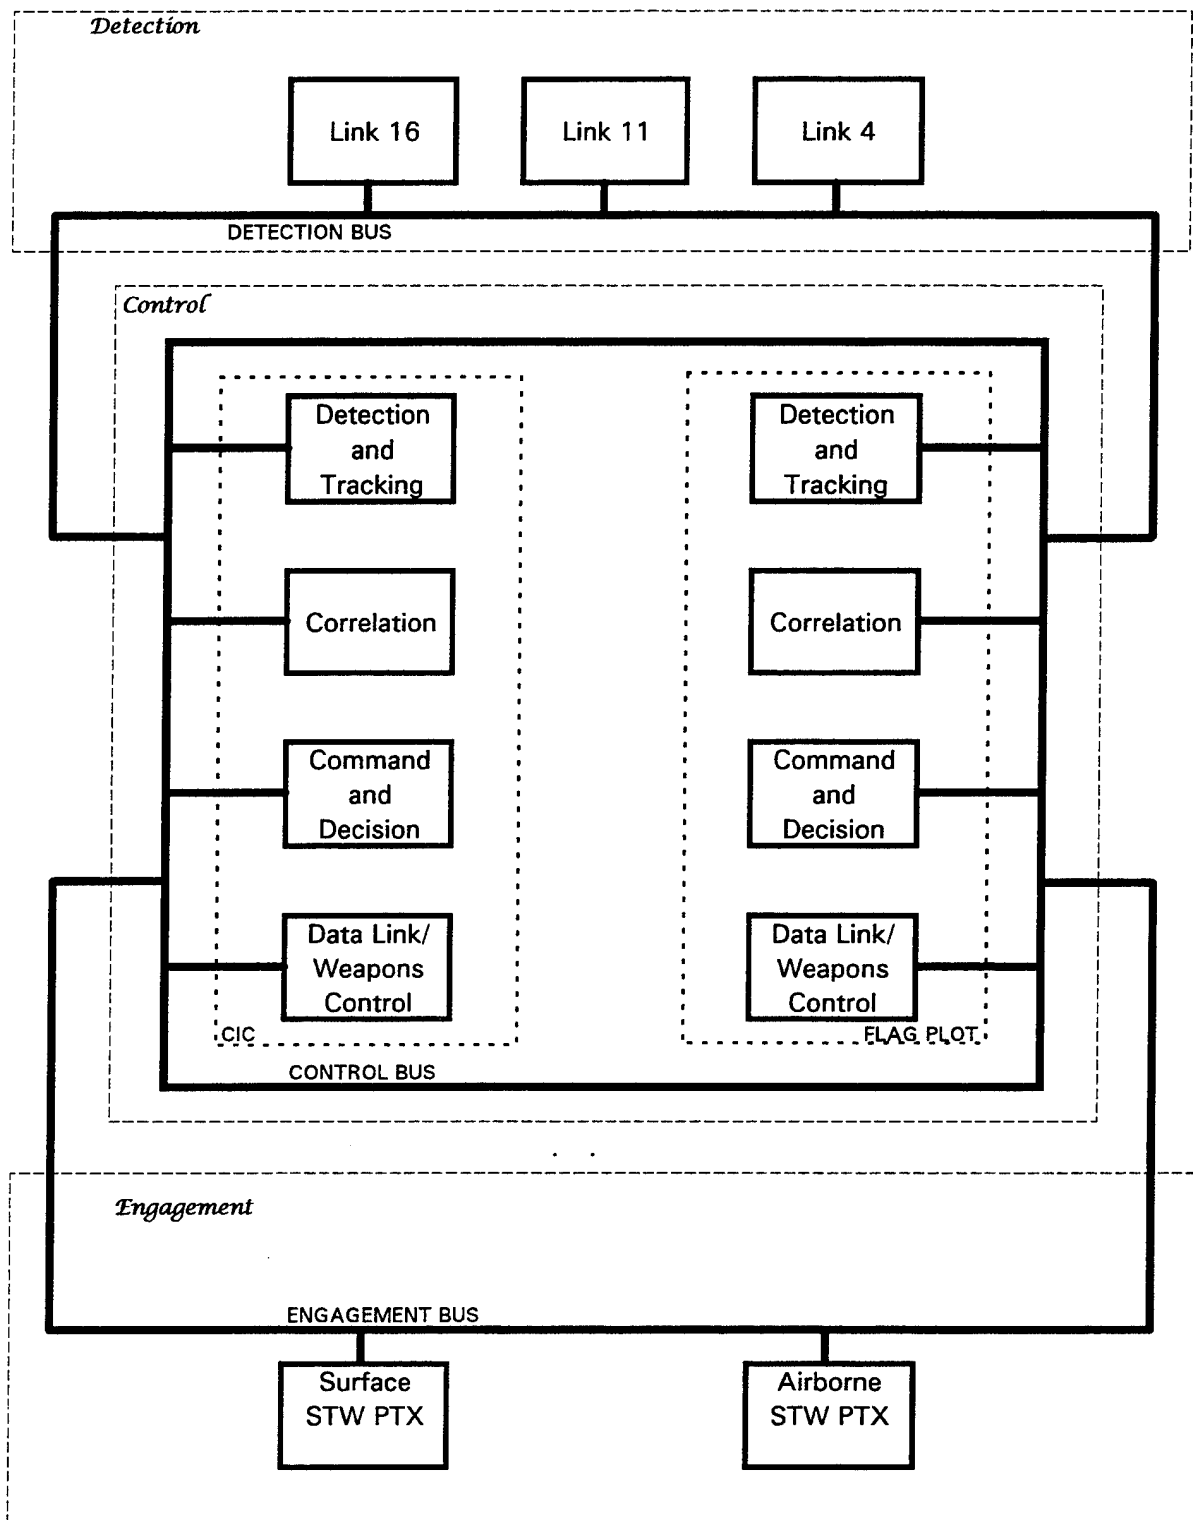 Detection
Link 16
Link 11
Link 4
DETECTION BUS
Control
Detection
and
Tracking
Detection
and
Tracking
Correlation
Correlation
Command
and
Decision
Command
and
Decision
Data Link/
Weapons
Control
Data Link/
Weapons
Control
CIC
FLAG PLOT
CONTROL BUS
Engagement
ENGAGEMENT BUS
Surface
STW PTX
Airborne
STW PTX